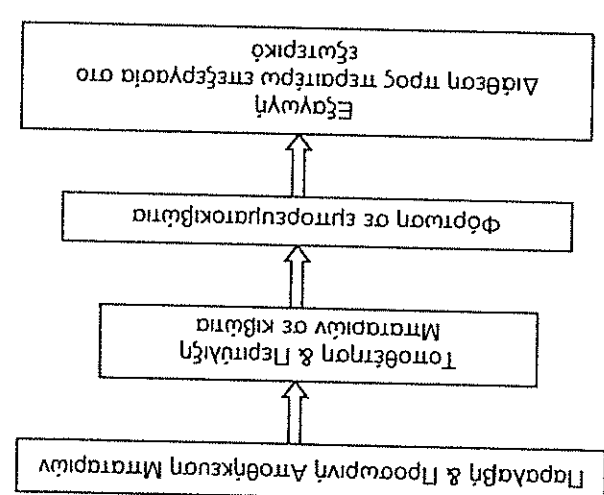 Παραλαβή & Προσωρινή Αποθήκευση Μπαταριών
Τοποθέτηση & Περιτύλιξη
Μπαταριών σε κιβώτια
Φόρτωση σε εμπορευματοκιβώτια
Εξαγωγή
Διάθεση προς περαιτέρω επεξεργασία στο
εξωτερικό